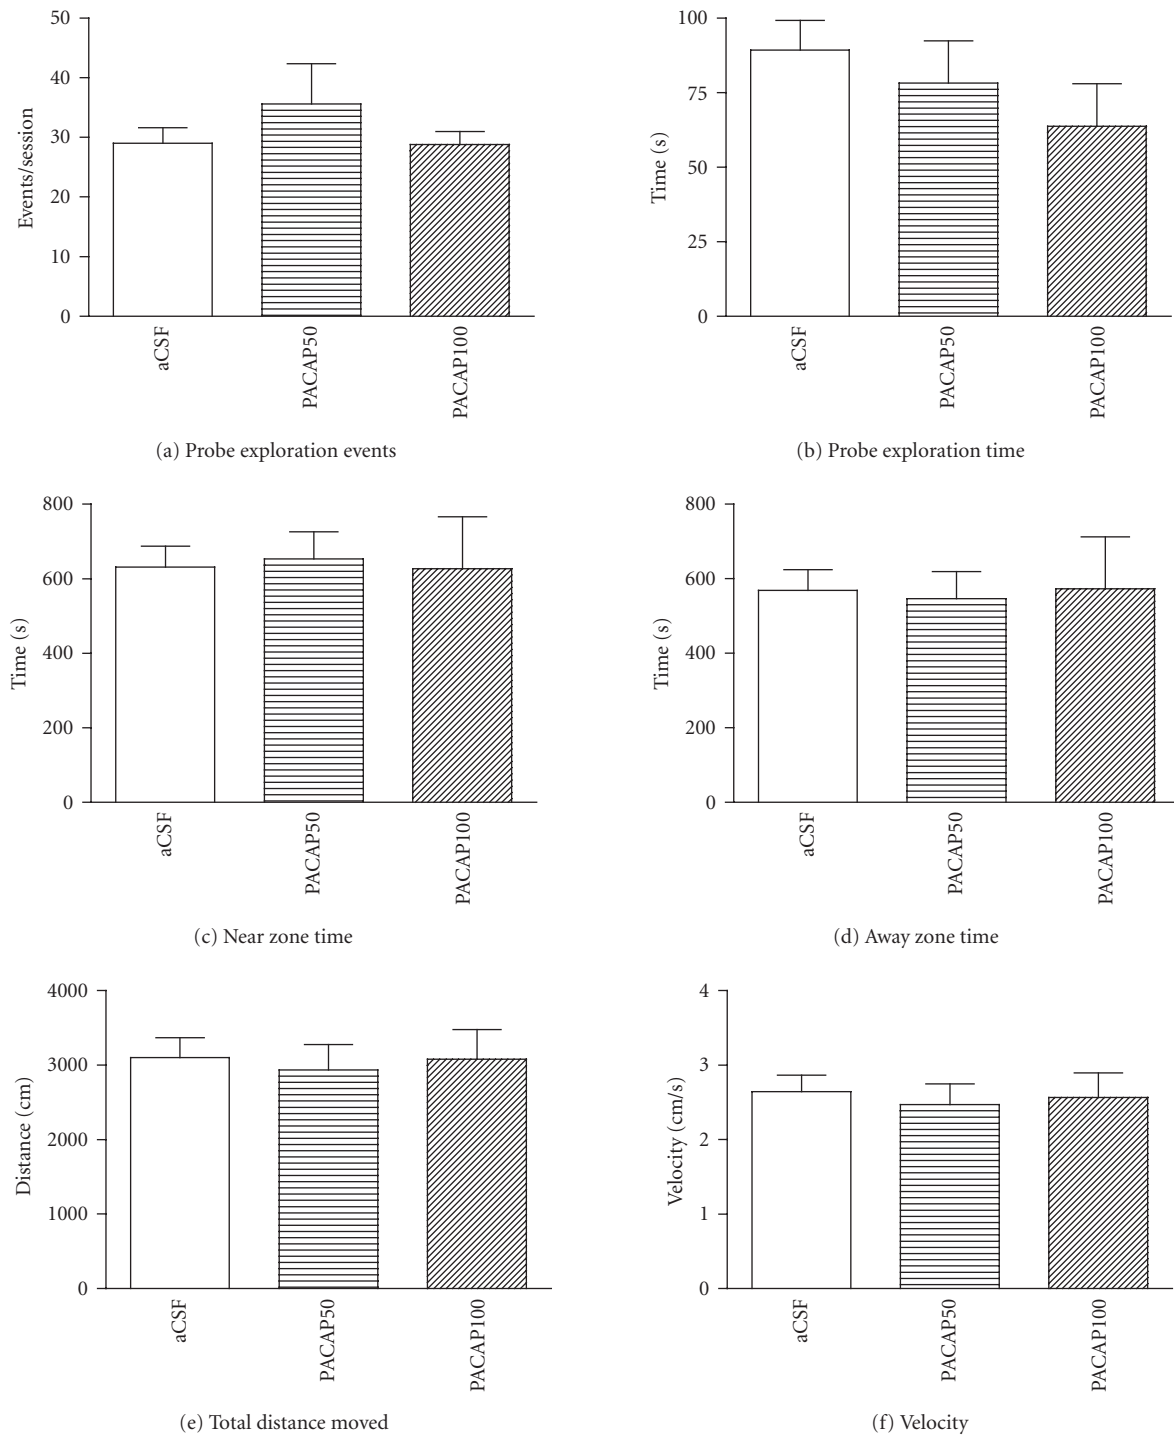 50
40
30
20
10
0
Events/session
aCSF
PACAP50
PACAP100
(a) Probe exploration events
100
75
50
25
0
Time (s)
aCSF
PACAP50
PACAP100
(b) Probe exploration time
800
600
400
200
0
Time (s)
aCSF
PACAP50
PACAP100
(c) Near zone time
800
600
400
200
0
Time (s)
aCSF
PACAP50
PACAP100
(d) Away zone time
4000
3000
2000
1000
0
Distance (cm)
aCSF
PACAP50
PACAP100
(e) Total distance moved
4
3
2
1
0
Velocity (cm/s)
aCSF
PACAP50
PACAP100
(f) Velocity